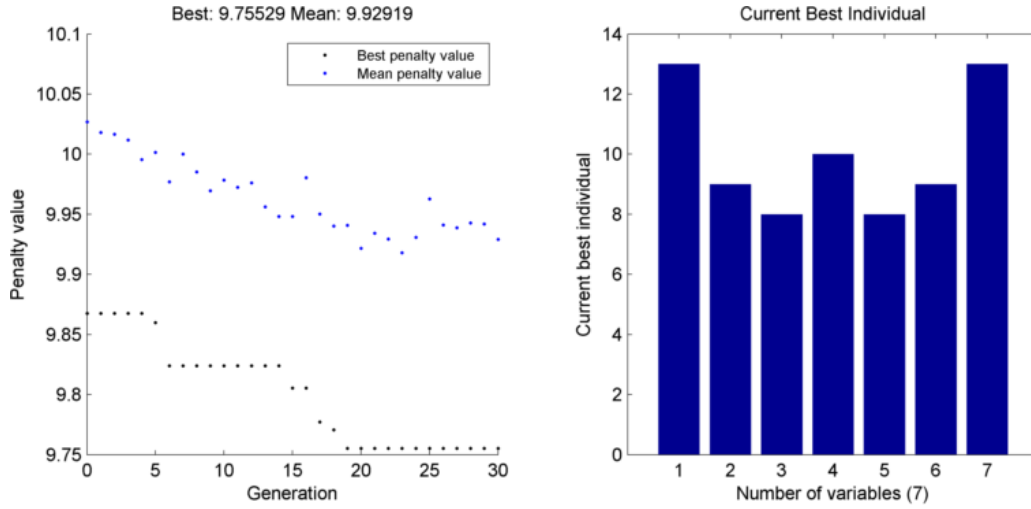 Best: 9.75529 Mean: 9.92919
10.1
10.05
10
9.95
9.9
9.85
9.8
9.75
Penalty value
Best penalty value
Mean penalty value
0 5 10 15 20 25 30
Generation
Current Best Individual
14
12
10
8
6
4
2
0
Current best individual
1 2 3 4 5 6 7
Number of variables (7)